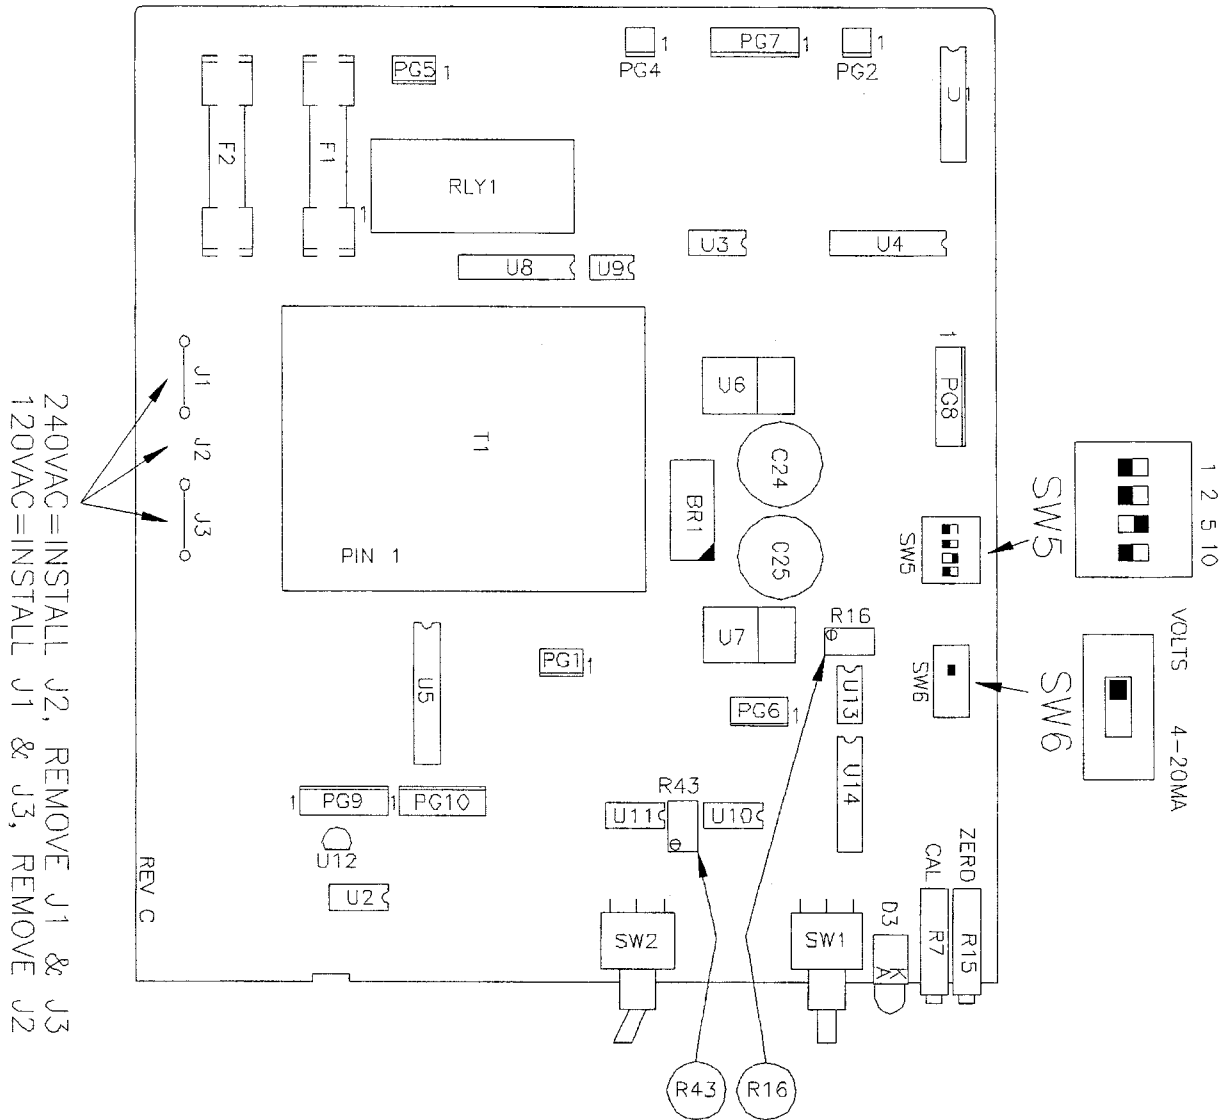 PG4
1
PG7
1
PG2
1
PG5
1
U1
F2
F1
1
RLY1
U3
U4
U8
U9
1
PG8
J1
J2
J3
T1
PIN 1
U6
C24
BR1
C25
U7
SW5
SW5
1 2 5 10
R16
SW6
SW6
VOLTS 4-20MA
U5
PG1
1
PG6
1
U13
U14
R43
U11
U10
1
PG9
1
PG10
U12
U2
REV C
SW2
SW1
D3
K
A
CAL
R7
ZERO
R15
R43
R16
240VAC=INSTALL J2, REMOVE J1 & J3
120VAC=INSTALL J1 & J3, REMOVE J2